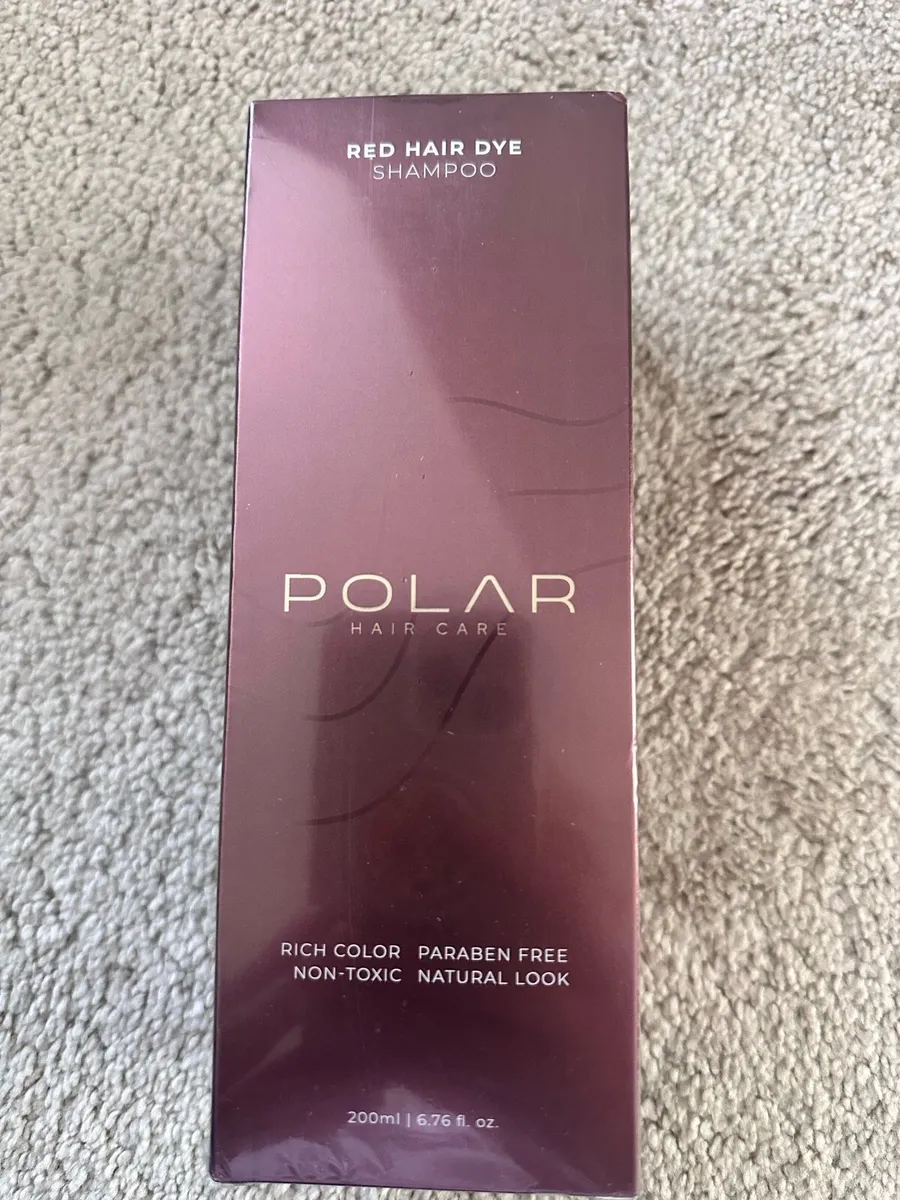 RED HAIR DYE
SHAMPOO
POLAR
HAIR CARE
RICH COLOR PARABEN FREE
NON-TOXIC NATURAL LOOK
200ml | 6.76 fl. oz.